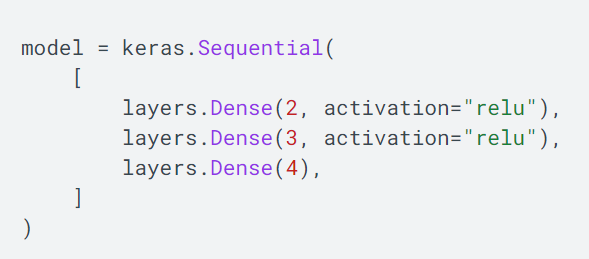 model = keras.Sequential(
    [
        layers.Dense(2, activation="relu"),
        layers.Dense(3, activation="relu"),
        layers.Dense(4),
    ]
)